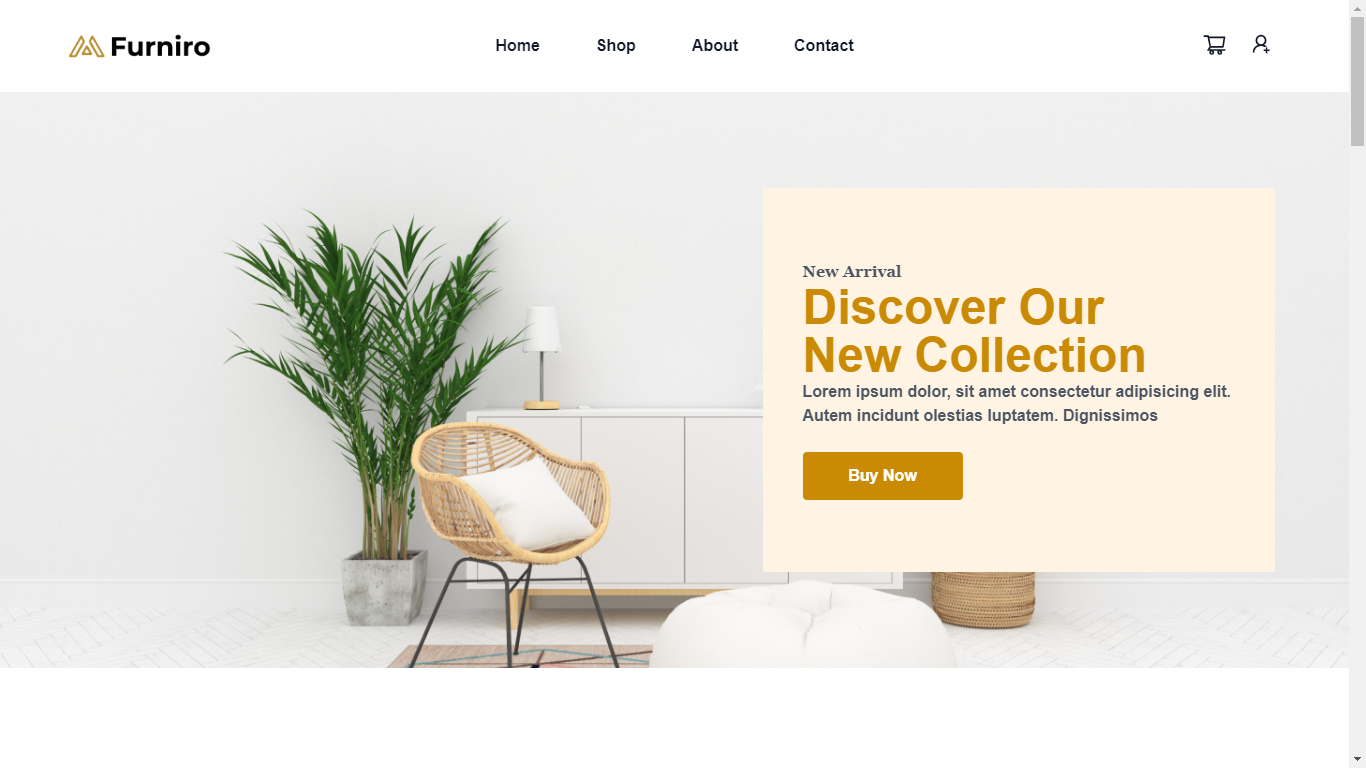 Furniro
Home
Shop
About
Contact
New Arrival
Discover Our
New Collection
Lorem ipsum dolor, sit amet consectetur adipisicing elit.
Autem incidunt olestias luptatem. Dignissimos
Buy Now